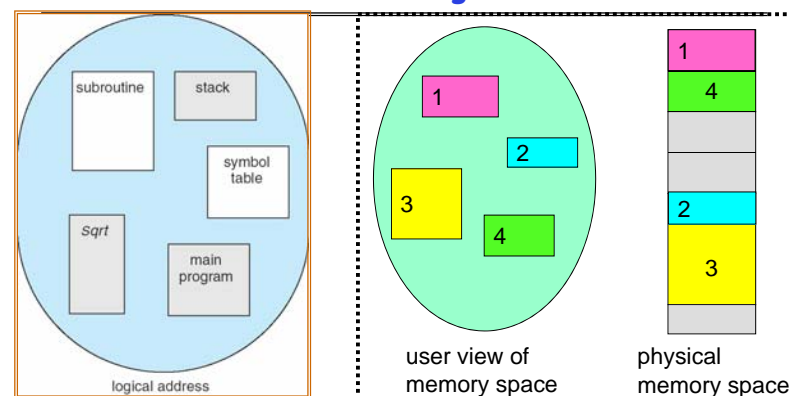 subroutine
stack
symbol
table
Sqrt
main
program
logical address
1
2
3
4
user view of
memory space
1
4
2
3
physical
memory space